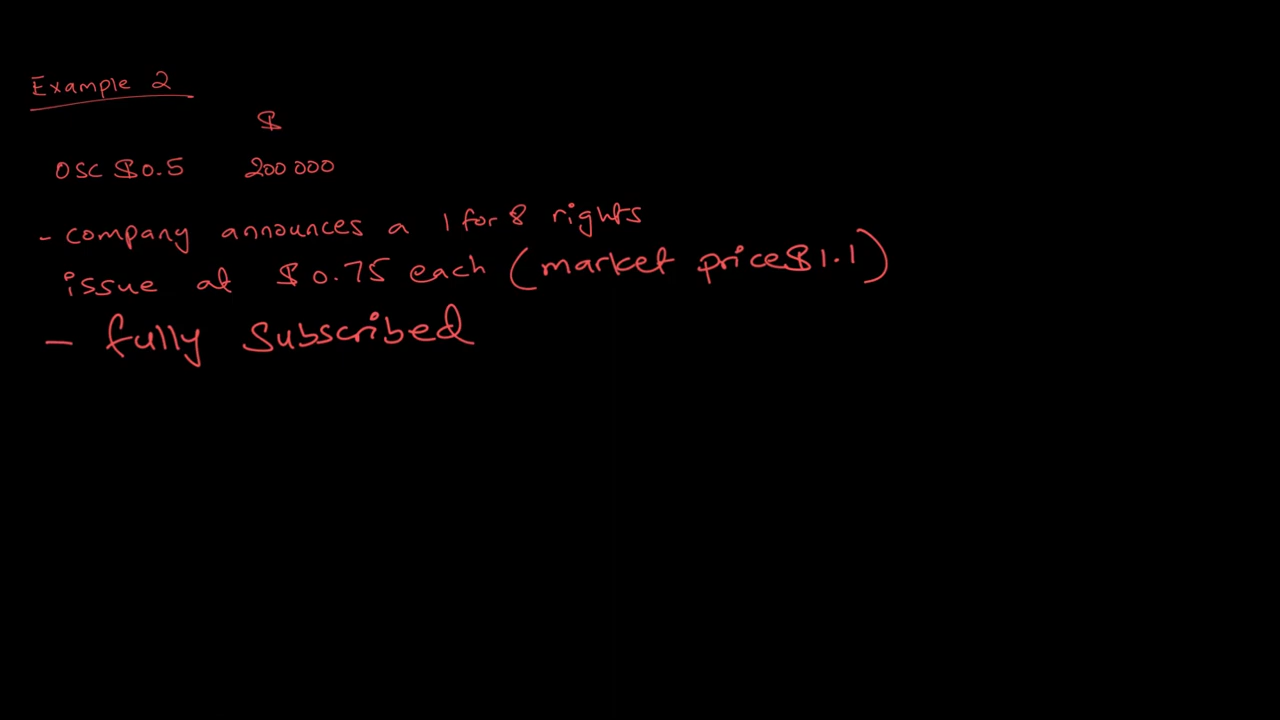 Example 2
$
OSC $0.5 200 000
- company announces a 1 for 8 rights
issue at $0.75 each (market price $1.1)
- fully subscribed